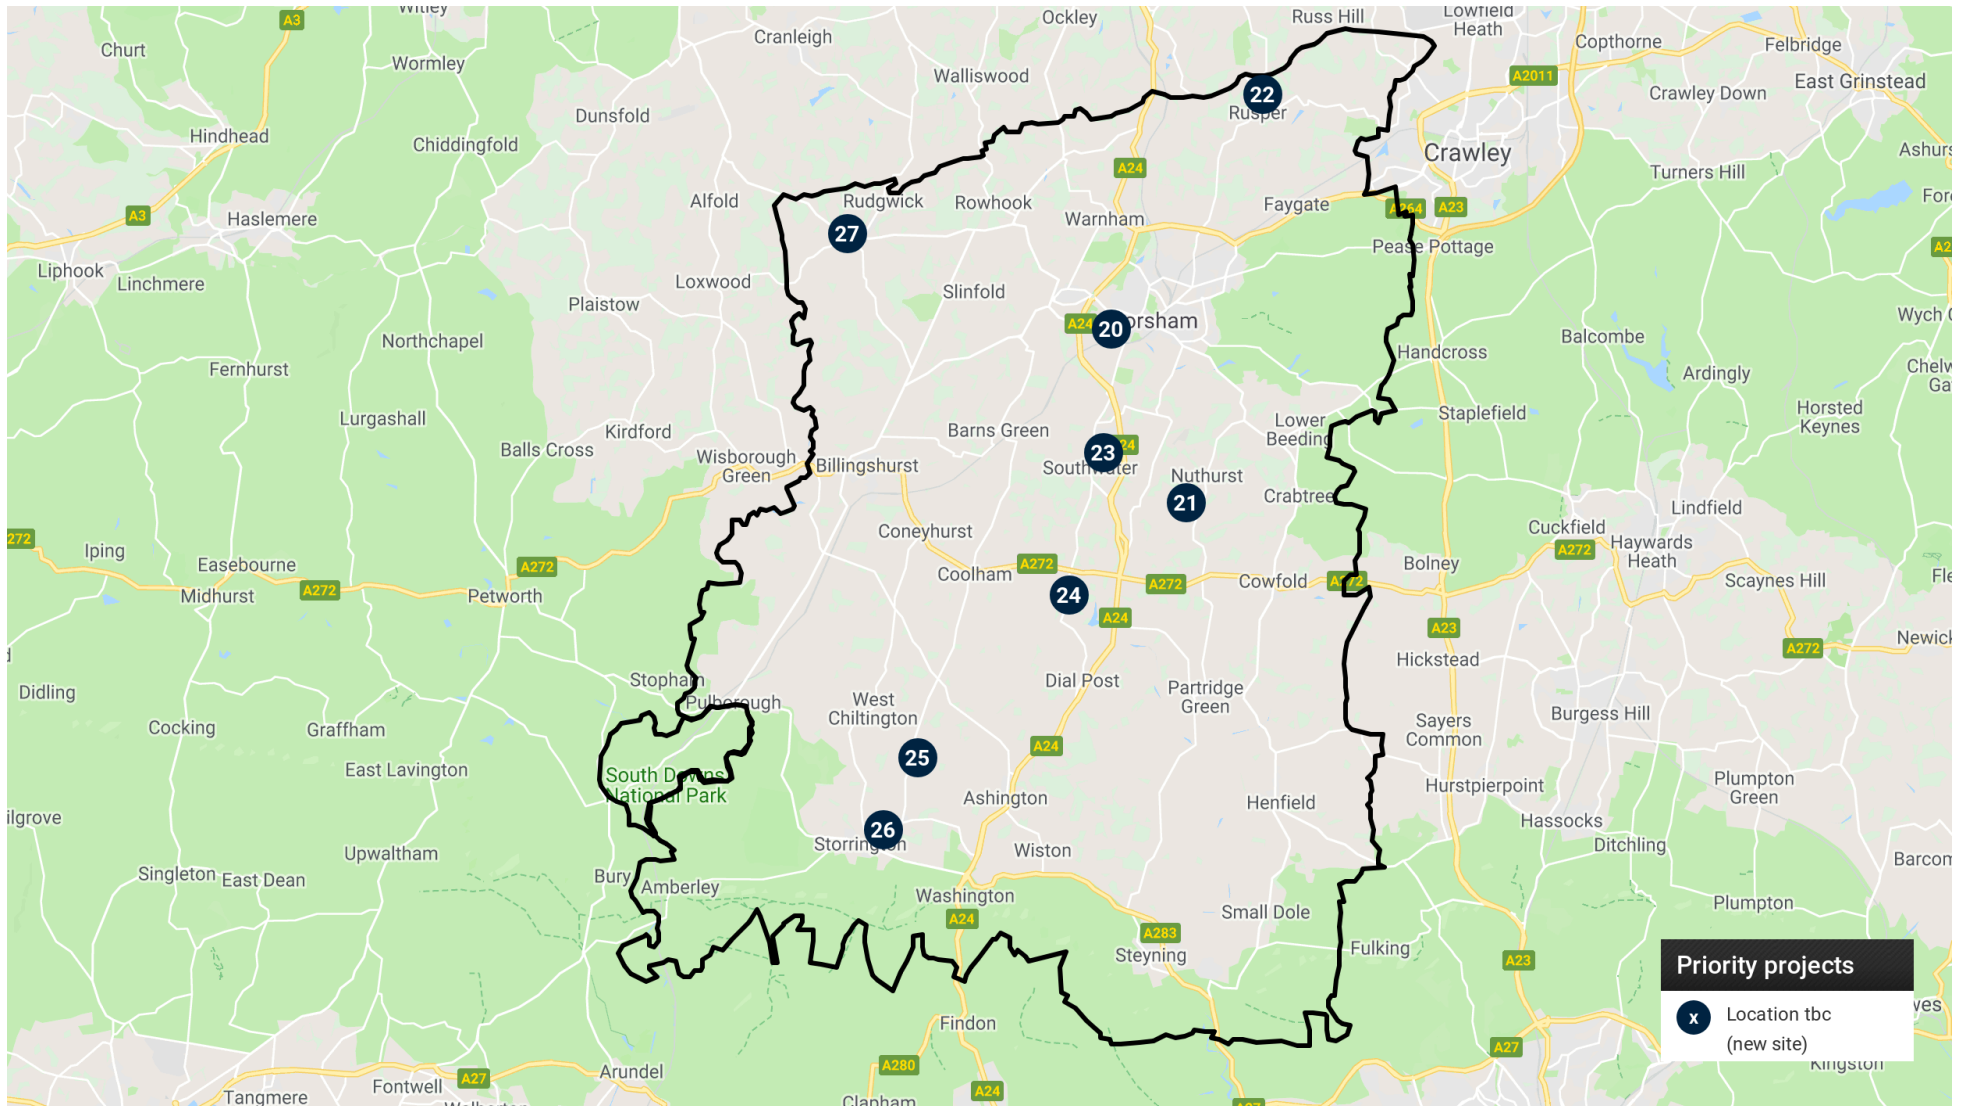 Witley
A3
Churt
Wormley
Cranleigh
Ockley
Russ Hill
Lowfield
Heath
Copthorne
Felbridge
Walliswood
A2011
East Grinstead
Crawley Down
22
Rusper
Dunsfold
Hindhead
Chiddingfold
Crawley
A24
Turners Hill
Alfold
Rudgwick
Rowhook
Warnham
Faygate
A264
A23
A3
Haslemere
27
Pease Pottage
Liphook
Linchmere
Loxwood
Slinfold
Plaistow
A24
20
orsham
Northchapel
Balcombe
Handcross
Fernhurst
Ardingly
Lurgashall
Kirdford
Barns Green
Lower
Beeding
Staplefield
Horsted
Keynes
Balls Cross
Wisborough
Green
Billingshurst
23
24
Southwater
Nuthurst
21
Crabtree
Lindfield
Coneyhurst
Cuckfield
A272
Haywards
Heath
272
Iping
Easebourne
A272
A272
Coolham
A272
A272
Cowfold
A272
Bolney
Scaynes Hill
Midhurst
Petworth
24
A24
A23
A272
Hickstead
Didling
Stopham
Pulborough
Dial Post
Partridge
Green
West
Chiltington
Cocking
Graffham
Sayers
Common
Burgess Hill
A24
East Lavington
25
South Downs
National Park
Hurstpierpoint
Plumpton
Green
Ashington
Henfield
ilgrove
26
Storrington
Hassocks
Ditchling
Upwaltham
Wiston
Singleton
East Dean
Bury
Amberley
Washington
A24
Small Dole
Plumpton
A283
Steyning
Fulking
A23
Priority projects
x
Location tbc
(new site)
Findon
A27
A280
Arundel
Kingston
A27
Fontwell
A24
Tangmere
Clapham